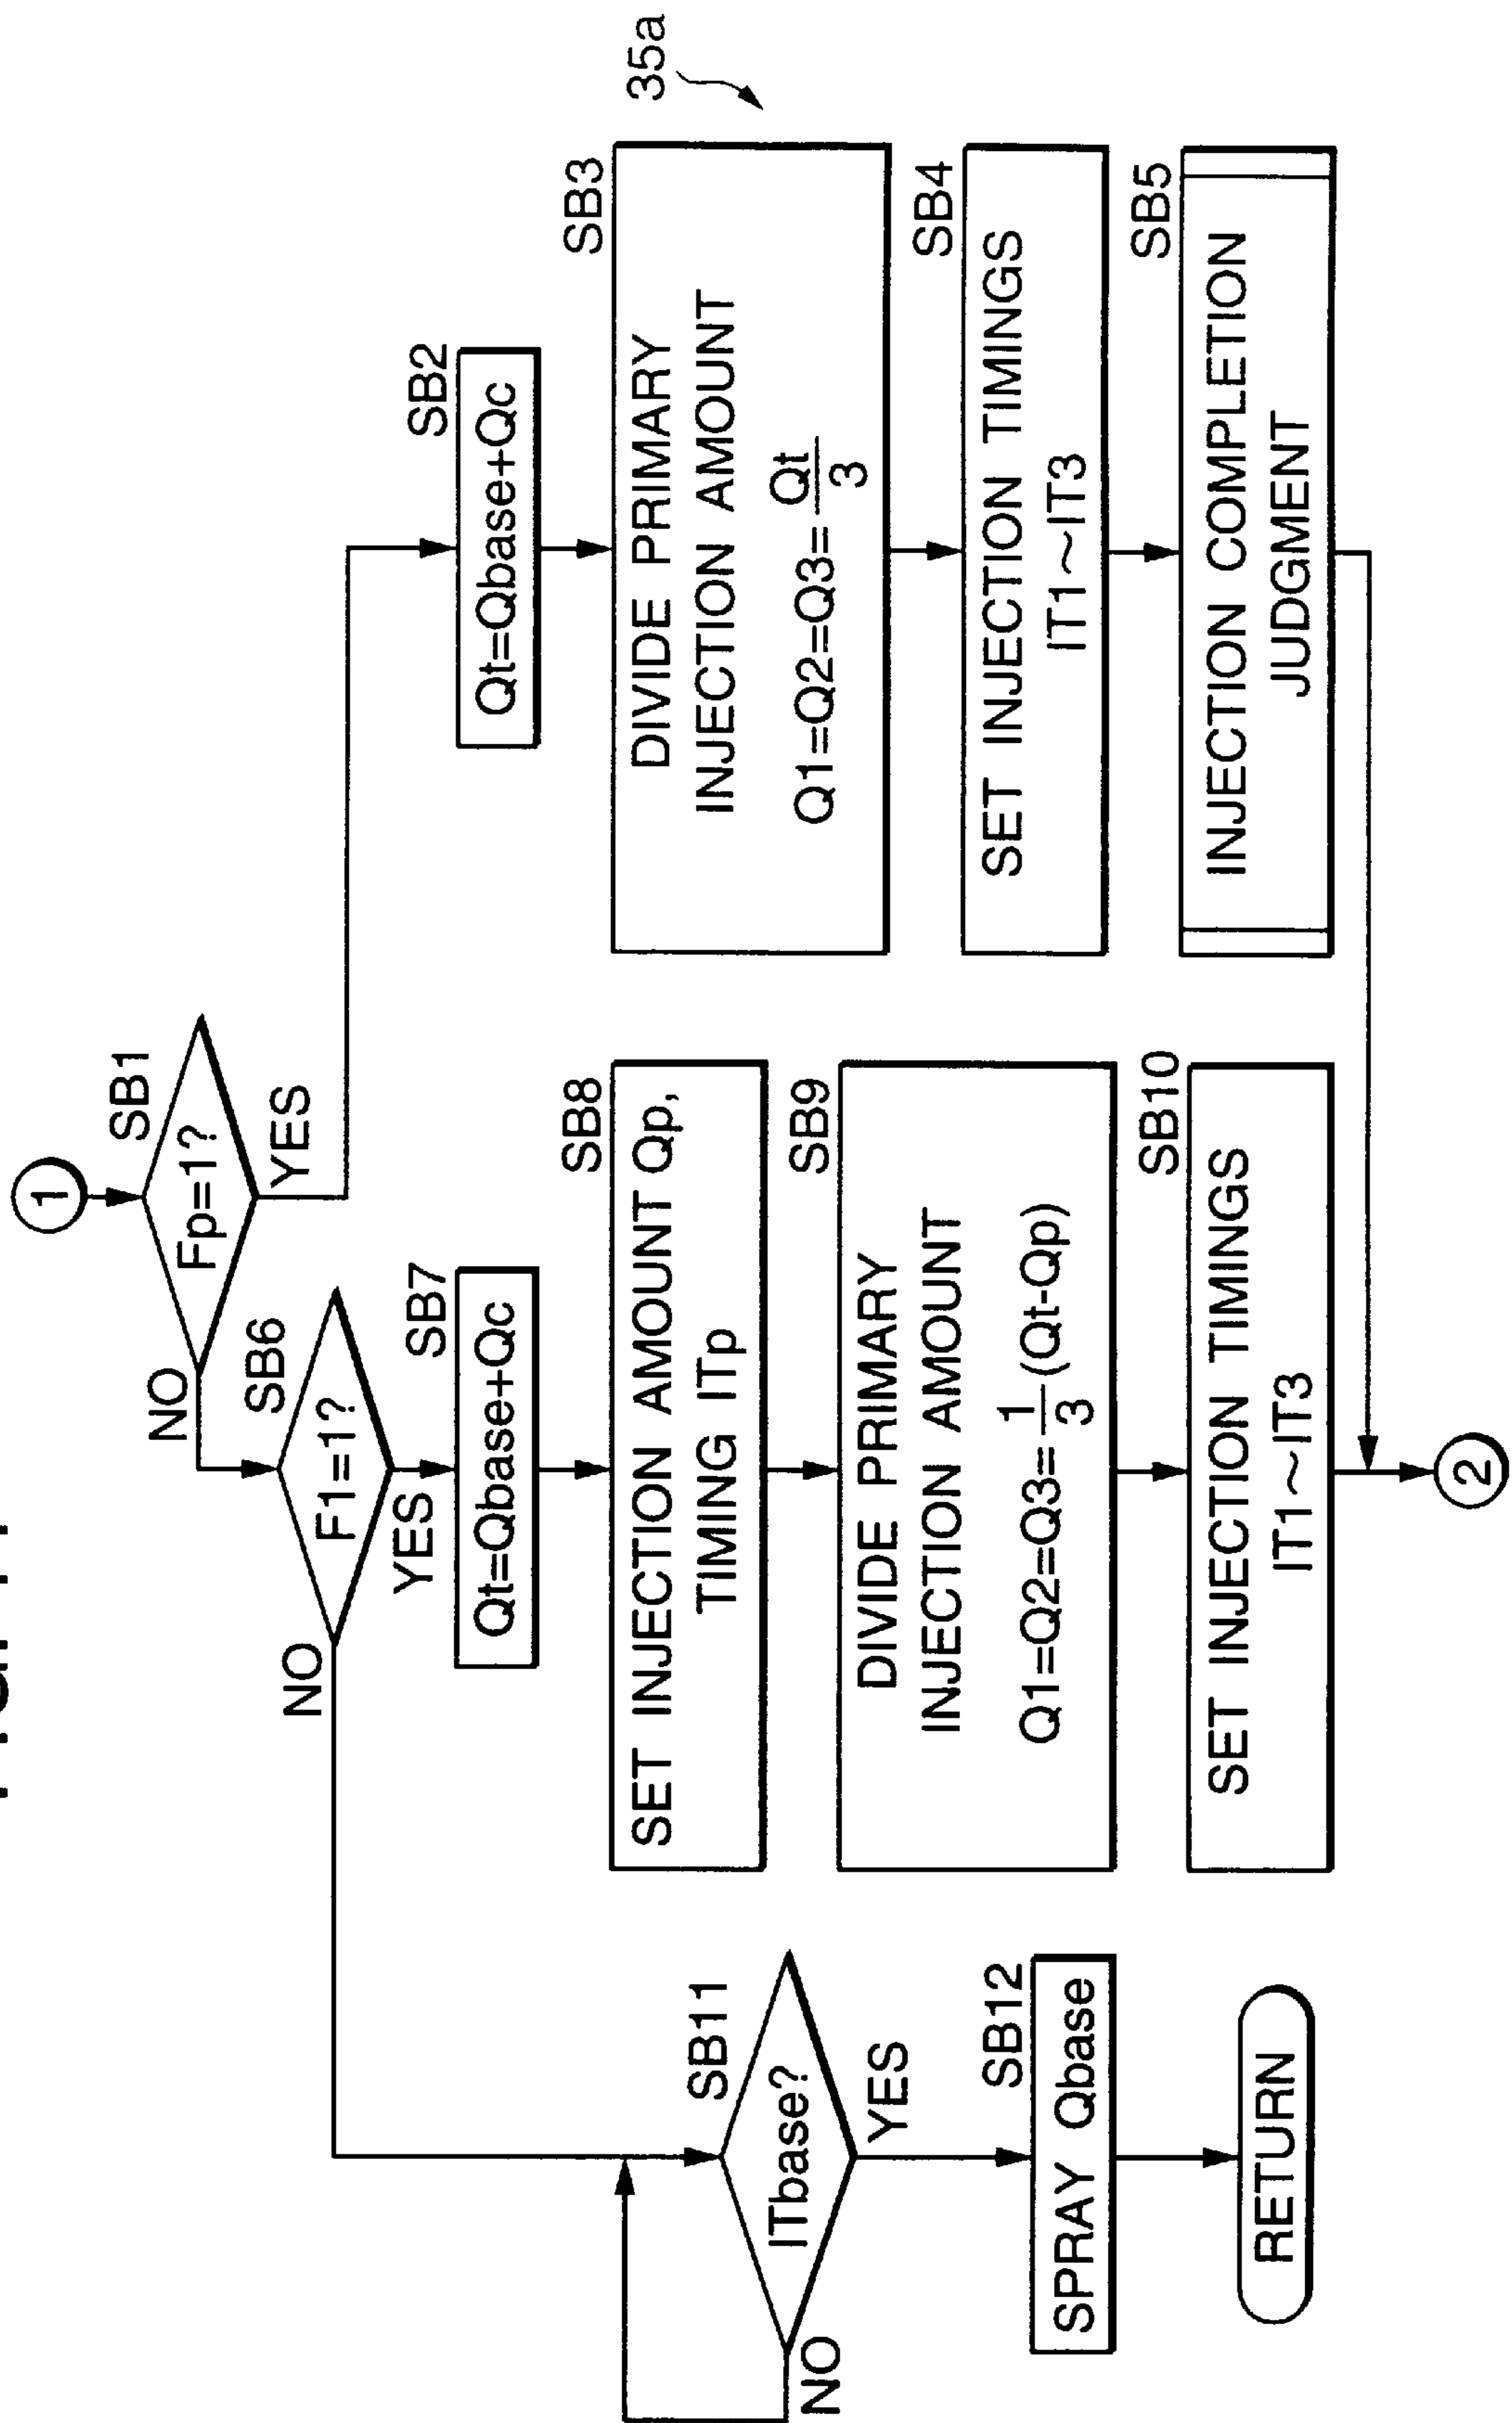 1
SB1
Fp=1?
YES
NO
SB2
Qt=Qbase+Qc
SB3
DIVIDE PRIMARY
INJECTION AMOUNT
Q1=Q2=Q3=Qt/3
SB4
SET INJECTION TIMINGS
IT1~IT3
SB5
INJECTION COMPLETION
JUDGMENT
35a
SB6
F1=1?
YES
NO
SB7
Qt=Qbase+Qc
SB8
SET INJECTION AMOUNT Qp,
TIMING ITp
SB9
DIVIDE PRIMARY
INJECTION AMOUNT
Q1=Q2=Q3=1/3(Qt-Qp)
SB10
SET INJECTION TIMINGS
IT1~IT3
2
SB11
ITbase?
YES
NO
SB12
SPRAY Qbase
RETURN